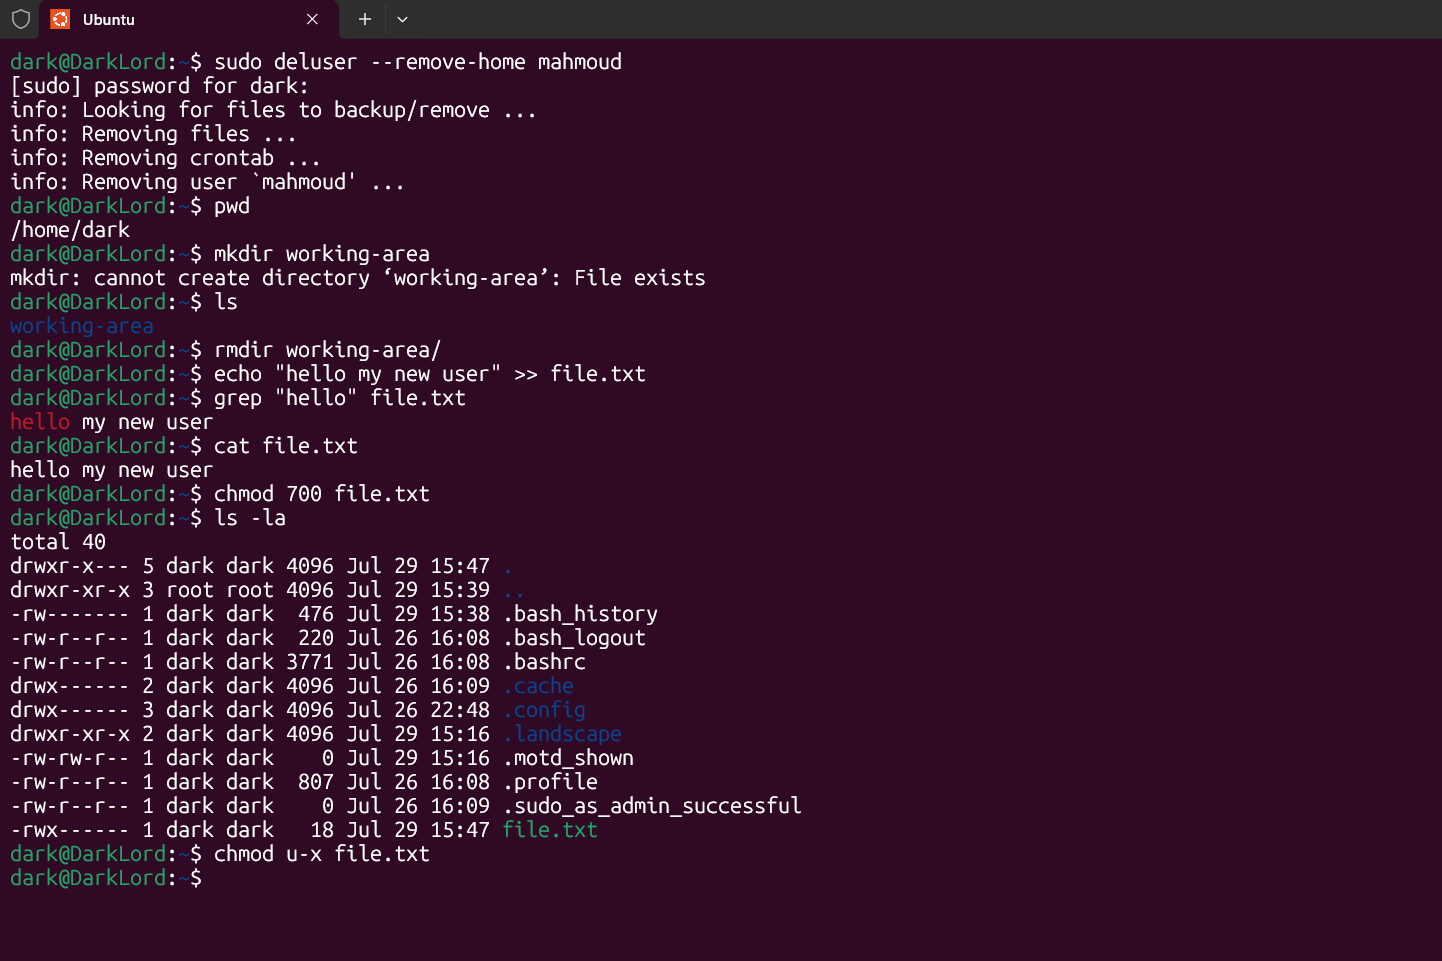 Ubuntu
dark@DarkLord:~$ sudo deluser --remove-home mahmoud
[sudo] password for dark:
info: Looking for files to backup/remove ...
info: Removing files ...
info: Removing crontab ...
info: Removing user `mahmoud' ...
dark@DarkLord:~$ pwd
/home/dark
dark@DarkLord:~$ mkdir working-area
mkdir: cannot create directory ‘working-area’: File exists
dark@DarkLord:~$ ls
working-area
dark@DarkLord:~$ rmdir working-area/
dark@DarkLord:~$ echo "hello my new user" >> file.txt
dark@DarkLord:~$ grep "hello" file.txt
hello my new user
dark@DarkLord:~$ cat file.txt
hello my new user
dark@DarkLord:~$ chmod 700 file.txt
dark@DarkLord:~$ ls -la
total 40
drwxr-x--- 5 dark dark 4096 Jul 29 15:47 .
drwxr-xr-x 3 root root 4096 Jul 29 15:39 ..
-rw------- 1 dark dark  476 Jul 29 15:38 .bash_history
-rw-r--r-- 1 dark dark  220 Jul 26 16:08 .bash_logout
-rw-r--r-- 1 dark dark 3771 Jul 26 16:08 .bashrc
drwx------ 2 dark dark 4096 Jul 26 16:09 .cache
drwx------ 3 dark dark 4096 Jul 26 22:48 .config
drwxr-xr-x 2 dark dark 4096 Jul 29 15:16 .landscape
-rw-rw-r-- 1 dark dark    0 Jul 29 15:16 .motd_shown
-rw-r--r-- 1 dark dark  807 Jul 26 16:08 .profile
-rw-r--r-- 1 dark dark    0 Jul 26 16:09 .sudo_as_admin_successful
-rwx------ 1 dark dark   18 Jul 29 15:47 file.txt
dark@DarkLord:~$ chmod u-x file.txt
dark@DarkLord:~$